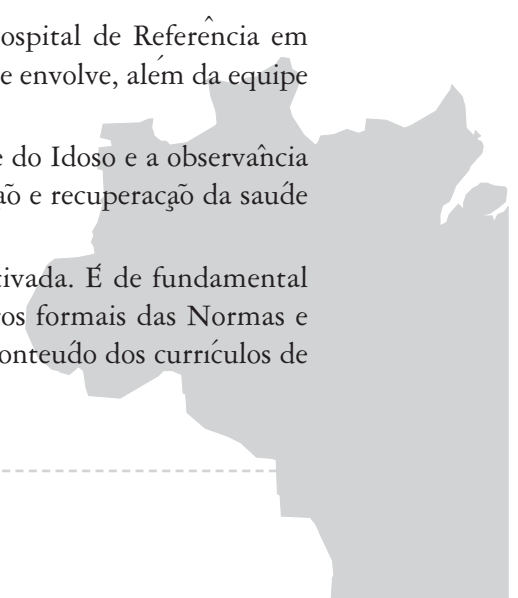 ospital de Referência em
e envolve, além da equipe
e do Idoso e a observância
ão e recuperação da saúde
tivada. É de fundamental
os formais das Normas e
onteúdo dos currículos de